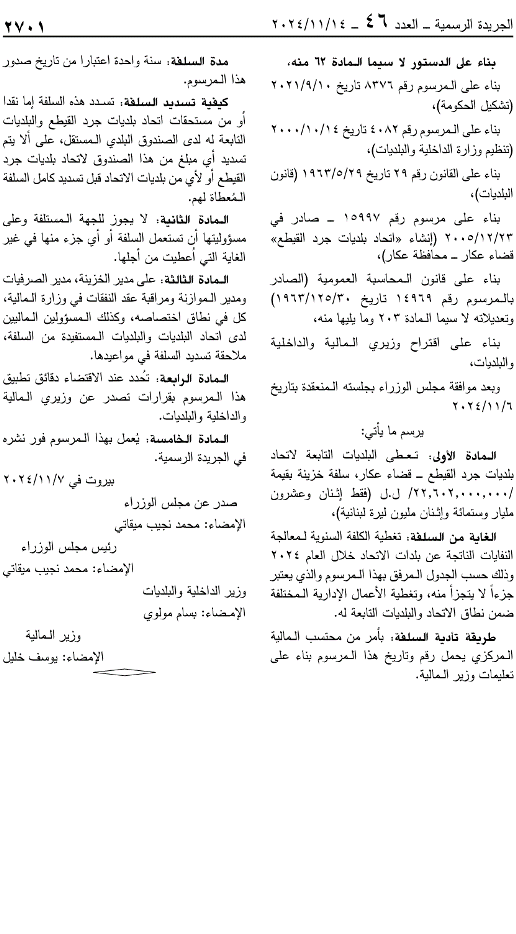 الجريدة الرسمية ــ العدد ٤٦ ــ ٢٠٢٤/١١/١٤
٢٧٠١
بناء على الدستور لا سيما المادة ٦٢ منه،
بناء على المرسوم رقم ٨٣٧٦ تاريخ ٢٠٢١/٩/١٠
(تشكيل الحكومة)،
بناء على المرسوم رقم ٤٠٨٢ تاريخ ٢٠٠٠/١٠/١٤
(تنظيم وزارة الداخلية والبلديات)،
بناء على القانون رقم ٢٩ تاريخ ١٩٦٣/٥/٢٩ (قانون
البلديات)،
بناء على مرسوم رقم ١٥٩٩٧ ــ صادر في
٢٠٠٥/١٢/٢٣ (إنشاء «اتحاد بلديات جرد القيطع»
قضاء عكار ــ محافظة عكار)،
بناء على قانون المحاسبة العمومية (الصادر
بالمرسوم رقم ١٤٩٦٩ تاريخ ١٩٦٣/١٢٥/٣٠)
وتعديلاته لا سيما المادة ٢٠٣ وما يليها منه،
بناء على اقتراح وزيري المالية والداخلية
والبلديات،
وبعد موافقة مجلس الوزراء بجلسته المنعقدة بتاريخ
٢٠٢٤/١١/٦
يرسم ما يأتي:
المادة الأولى: تعطى البلديات التابعة لاتحاد
بلديات جرد القيطع ــ قضاء عكار، سلفة خزينة بقيمة
/٢٢,٦٠٢,٠٠٠,٠٠٠/ ل.ل (فقط إثنان وعشرون
مليار وستمائة وإثنان مليون ليرة لبنانية)،
الغاية من السلفة: تغطية الكلفة السنوية لمعالجة
النفايات الناتجة عن بلدات الاتحاد خلال العام ٢٠٢٤
وذلك حسب الجدول المرفق بهذا المرسوم والذي يعتبر
جزءاً لا يتجزأ منه، وتغطية الأعمال الإدارية المختلفة
ضمن نطاق الاتحاد والبلديات التابعة له.
طريقة تأدية السلفة: بأمر من محتسب المالية
المركزي يحمل رقم وتاريخ هذا المرسوم بناء على
تعليمات وزير المالية.
مدة السلفة: سنة واحدة اعتبارا من تاريخ صدور
هذا المرسوم.
كيفية تسديد السلفة: تسدد هذه السلفة إما نقدا
أو من مستحقات اتحاد بلديات جرد القيطع والبلديات
التابعة له لدى الصندوق البلدي المستقل، على ألا يتم
تسديد أي مبلغ من هذا الصندوق لاتحاد بلديات جرد
القيطع أو لأي من بلديات الاتحاد قبل تسديد كامل السلفة
المُعطاة لهم.
المادة الثانية: لا يجوز للجهة المستلفة وعلى
مسؤوليتها أن تستعمل السلفة أو أي جزء منها في غير
الغاية التي أعطيت من أجلها.
المادة الثالثة: على مدير الخزينة، مدير الصرفيات
ومدير الموازنة ومراقبة عقد النفقات في وزارة المالية،
كل في نطاق اختصاصه، وكذلك المسؤولين الماليين
لدى اتحاد البلديات والبلديات المستفيدة من السلفة،
ملاحقة تسديد السلفة في مواعيدها.
المادة الرابعة: تُحدد عند الاقتضاء دقائق تطبيق
هذا المرسوم بقرارات تصدر عن وزيري المالية
والداخلية والبلديات.
المادة الخامسة: يُعمل بهذا المرسوم فور نشره
في الجريدة الرسمية.
بيروت في ٢٠٢٤/١١/٧
صدر عن مجلس الوزراء
الإمضاء: محمد نجيب ميقاتي
رئيس مجلس الوزراء
الإمضاء: محمد نجيب ميقاتي
وزير الداخلية والبلديات
الإمضاء: بسام مولوي
وزير المالية
الإمضاء: يوسف خليل